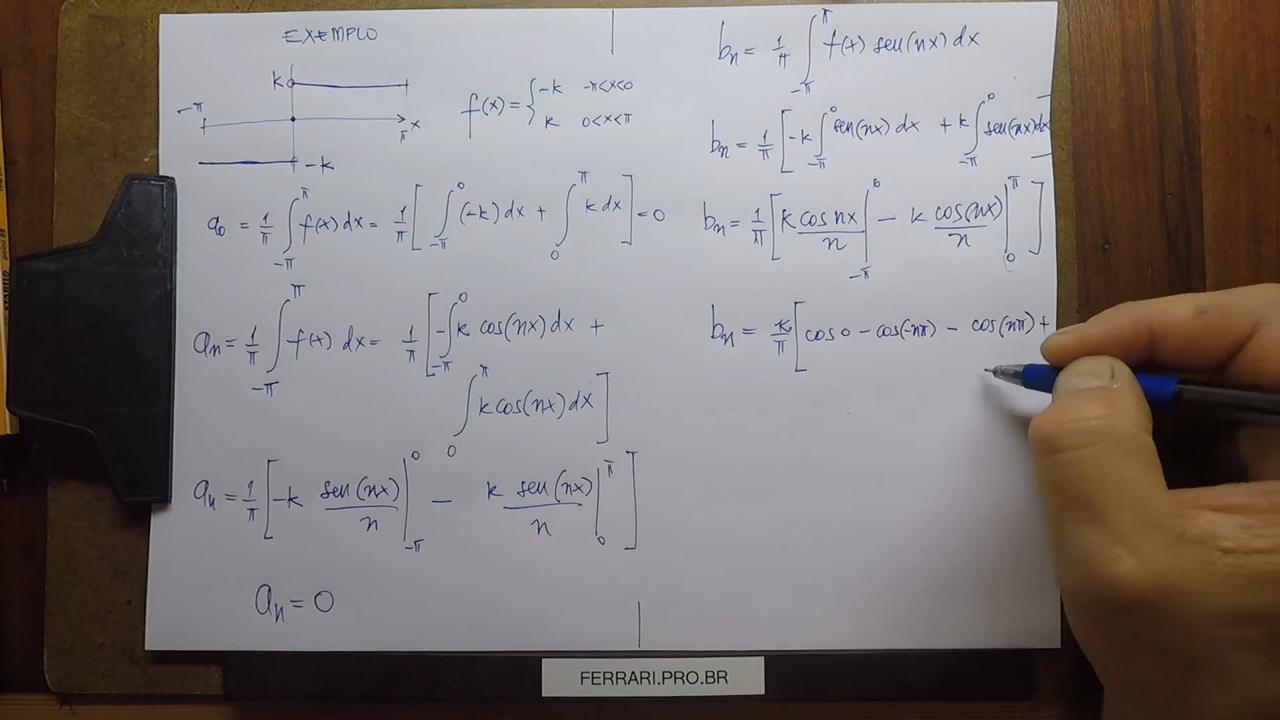 EXEMPLO
k
-π
π x
-k
f(x) = { -k -π<x<0
k 0<x<π
a₀ = 1/π ∫_{-π}^{π} f(x) dx = 1/π [ ∫_{-π}^{0} (-k) dx + ∫_{0}^{π} k dx ] = 0
aₙ = 1/π ∫_{-π}^{π} f(x) dx = 1/π [ -∫_{-π}^{0} k cos(nx) dx +
∫_{0}^{π} k cos(nx) dx ]
aₙ = 1/π [ -k sen(nx)/n |_{-π}^{0} - k sen(nx)/n |_{0}^{π} ]
aₙ = 0
bₙ = 1/π ∫_{-π}^{π} f(x) sen(nx) dx
bₙ = 1/π [ -k ∫_{-π}^{0} sen(nx) dx + k ∫_{0}^{0} sen(nx) dx ]
bₙ = 1/π [ k cos nx/n |_{-π}^{0} - k cos(nx)/n |_{0}^{π} ]
bₙ = k/π [ cos 0 - cos(-nπ) - cos(nπ) +
FERRARI.PRO.BR